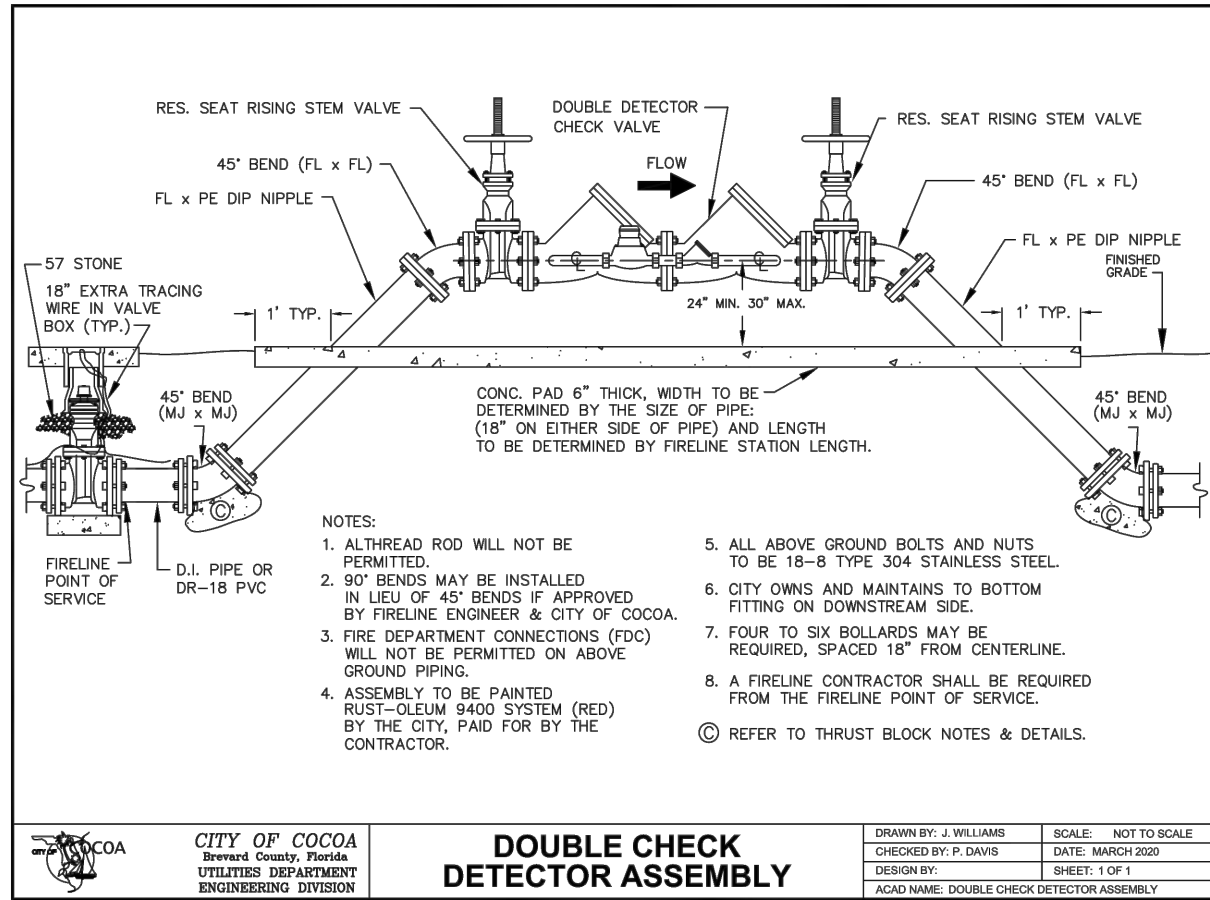 RES. SEAT RISING STEM VALVE
DOUBLE DETECTOR
CHECK VALVE
RES. SEAT RISING STEM VALVE
45° BEND (FL x FL)
FLOW
45° BEND (FL x FL)
FL x PE DIP NIPPLE
FL x PE DIP NIPPLE
57 STONE
FINISHED
GRADE
18" EXTRA TRACING
WIRE IN VALVE
BOX (TYP.)
1' TYP.
CL
CL
24" MIN. 30" MAX.
1' TYP.
45° BEND
(MJ x MJ)
CONC. PAD 6" THICK, WIDTH TO BE
DETERMINED BY THE SIZE OF PIPE:
(18" ON EITHER SIDE OF PIPE) AND LENGTH
TO BE DETERMINED BY FIRELINE STATION LENGTH.
45° BEND
(MJ x MJ)
C
C
FIRELINE
POINT OF
SERVICE
D.I. PIPE OR
DR-18 PVC
NOTES:
1. ALTHREAD ROD WILL NOT BE
PERMITTED.
2. 90° BENDS MAY BE INSTALLED
IN LIEU OF 45° BENDS IF APPROVED
BY FIRELINE ENGINEER & CITY OF COCOA.
3. FIRE DEPARTMENT CONNECTIONS (FDC)
WILL NOT BE PERMITTED ON ABOVE
GROUND PIPING.
4. ASSEMBLY TO BE PAINTED
RUST-OLEUM 9400 SYSTEM (RED)
BY THE CITY, PAID FOR BY THE
CONTRACTOR.
5. ALL ABOVE GROUND BOLTS AND NUTS
TO BE 18-8 TYPE 304 STAINLESS STEEL.
6. CITY OWNS AND MAINTAINS TO BOTTOM
FITTING ON DOWNSTREAM SIDE.
7. FOUR TO SIX BOLLARDS MAY BE
REQUIRED, SPACED 18" FROM CENTERLINE.
8. A FIRELINE CONTRACTOR SHALL BE REQUIRED
FROM THE FIRELINE POINT OF SERVICE.
Ⓒ REFER TO THRUST BLOCK NOTES & DETAILS.
CITY OF COCOA
CITY OF COCOA
Brevard County, Florida
UTILITIES DEPARTMENT
ENGINEERING DIVISION
DOUBLE CHECK
DETECTOR ASSEMBLY
DRAWN BY: J. WILLIAMS
SCALE: NOT TO SCALE
CHECKED BY: P. DAVIS
DATE: MARCH 2020
DESIGN BY:
SHEET: 1 OF 1
ACAD NAME: DOUBLE CHECK DETECTOR ASSEMBLY